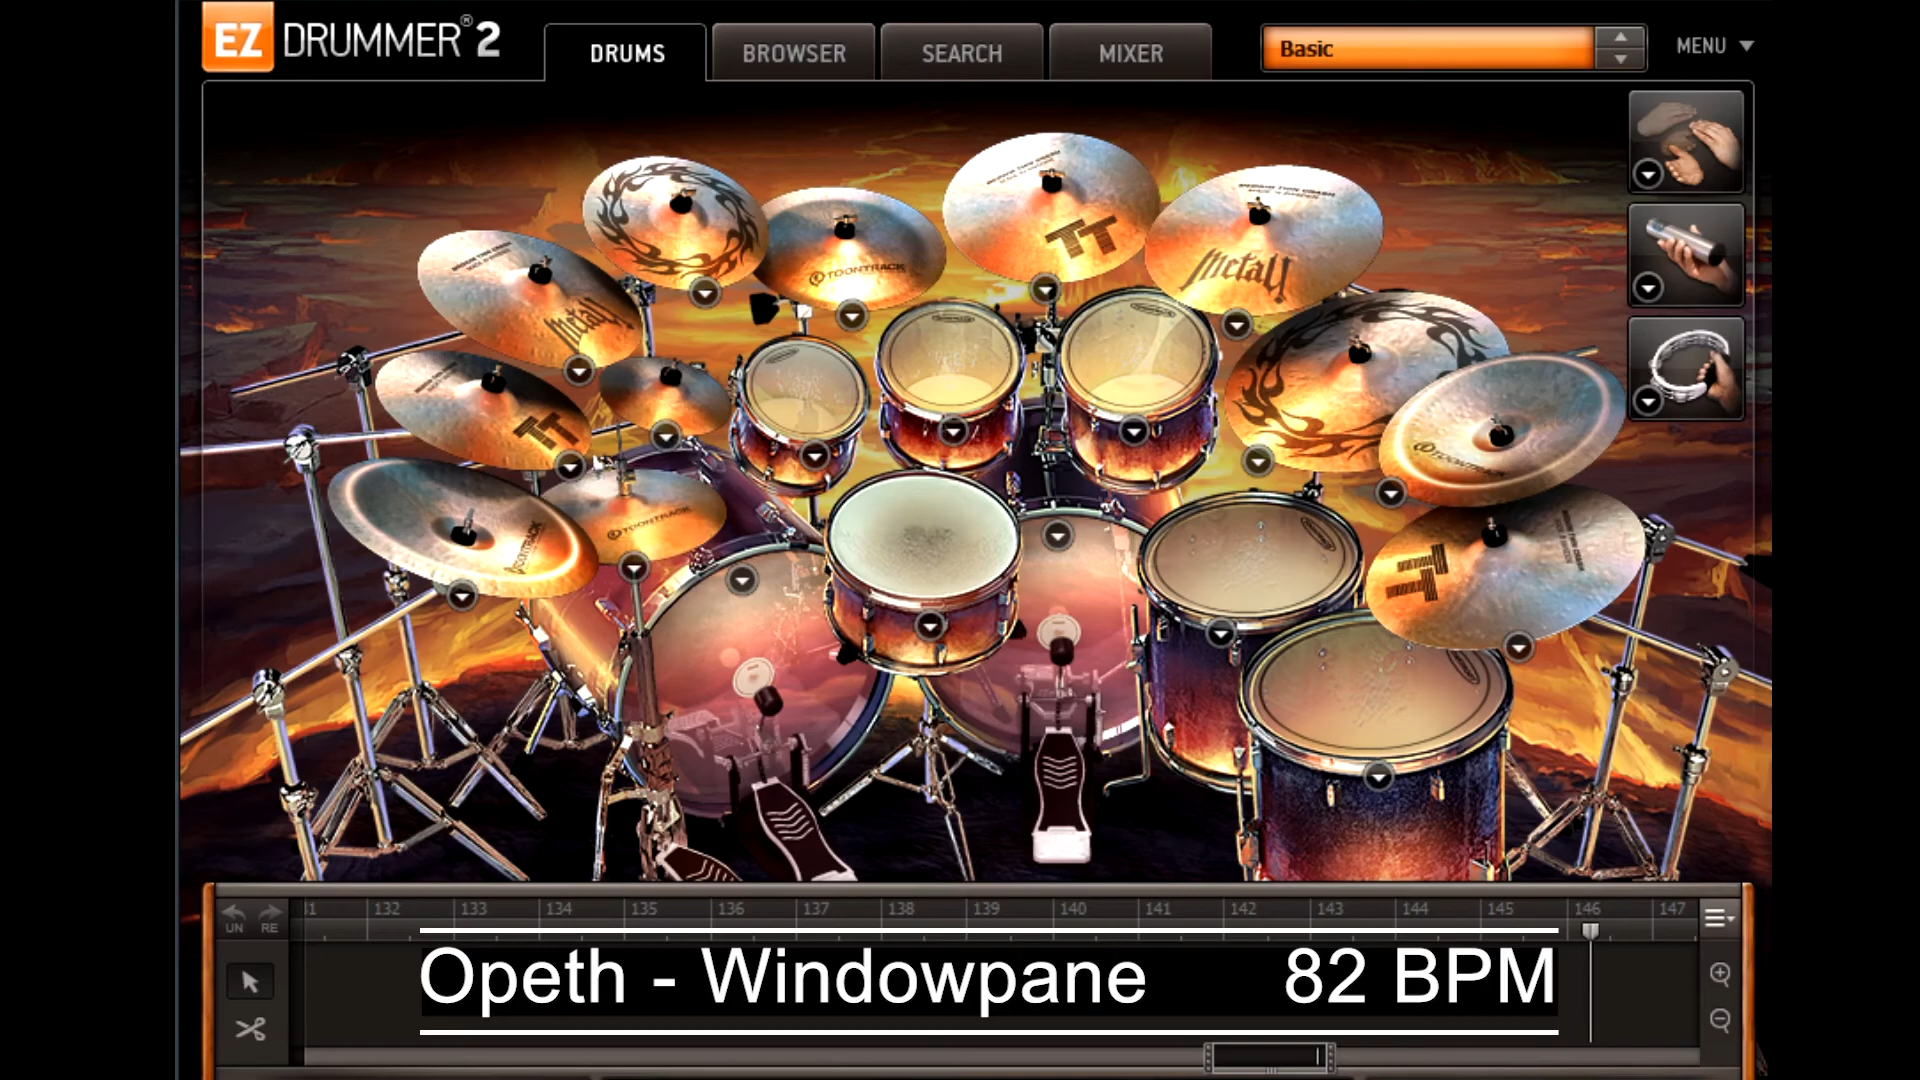 EZ DRUMMER® 2
DRUMS
BROWSER
SEARCH
MIXER
Basic
MENU
TOONTRACK
TT
Metal!
Metal!
TT
TOONTRACK
TOONTRACK
TOONTRACK
TT
UN RE
31 132 133 134 135 136 137 138 139 140 141 142 143 144 145 146 147
Opeth - Windowpane 82 BPM